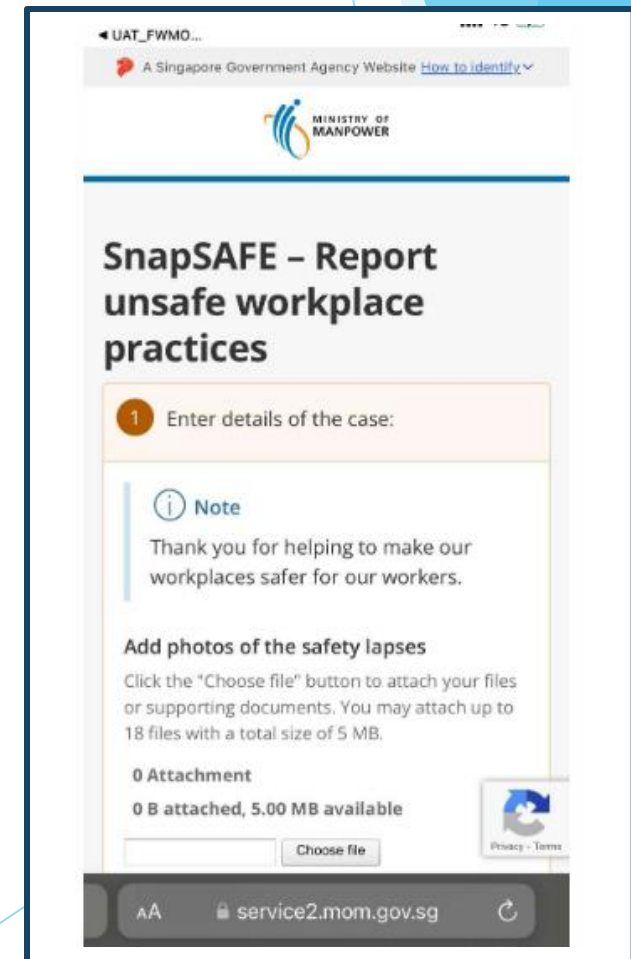 ◀ UAT_FWMO...
A Singapore Government Agency Website How to identify
MINISTRY OF
MANPOWER
SnapSAFE – Report
unsafe workplace
practices
1 Enter details of the case:
Note
Thank you for helping to make our
workplaces safer for our workers.
Add photos of the safety lapses
Click the "Choose file" button to attach your files
or supporting documents. You may attach up to
18 files with a total size of 5 MB.
0 Attachment
0 B attached, 5.00 MB available
Choose file
Privacy - Terms
AA service2.mom.gov.sg